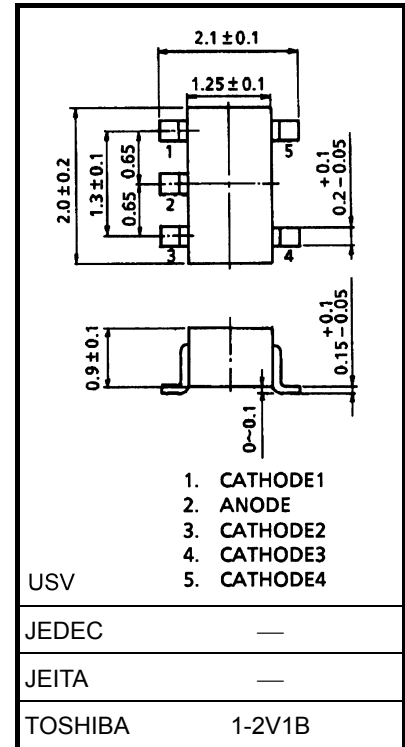 2.1±0.1
1.25±0.1
2.0±0.2
1.3±0.1
0.65
0.65
1
2
3
5
4
+0.1
0.2-0.05
0.9±0.1
+0.1
0.15-0.05
0~0.1
1. CATHODE1
2. ANODE
3. CATHODE2
4. CATHODE3
5. CATHODE4
USV
JEDEC —
JEITA —
TOSHIBA 1-2V1B